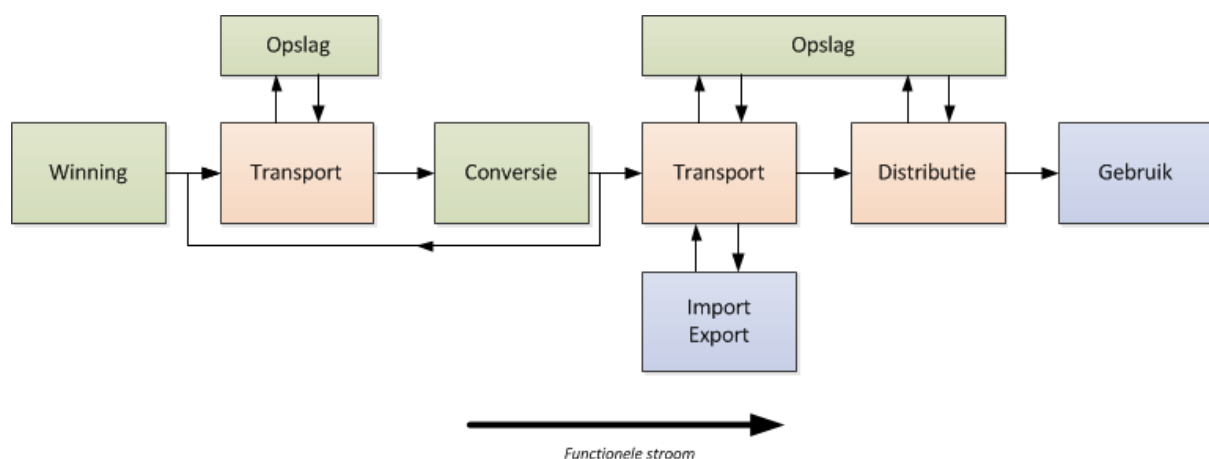 Opslag
Opslag
Winning
Transport
Conversie
Transport
Distributie
Gebruik
Import
Export
Functionele stroom